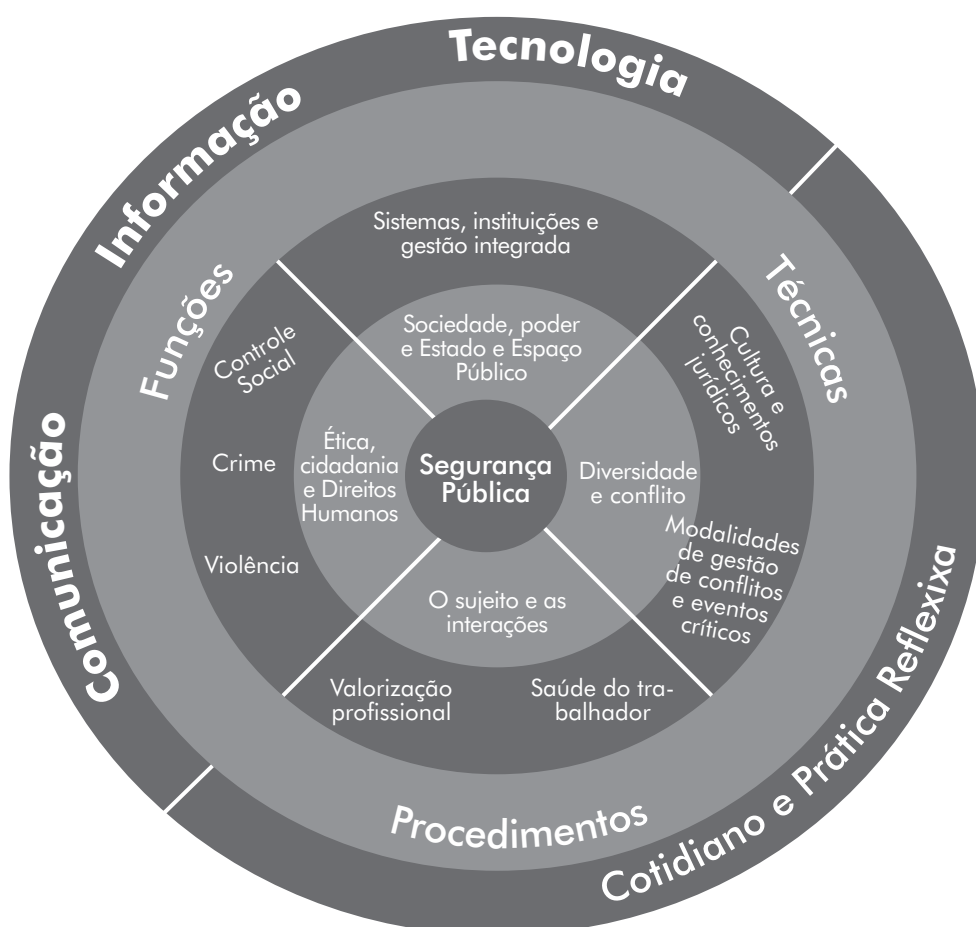 Tecnologia
Informação
Comunicação
Cotidiano e Prática Reflexixa
Funções
Técnicas
Procedimentos
Sistemas, instituições e
gestão integrada
Controle
Social
Crime
Violência
Cultura e
conhecimentos
jurídicos
Modalidades
de gestão
de conflitos
e eventos
críticos
Valorização
profissional
Saúde do tra-
balhador
Sociedade, poder
e Estado e Espaço
Público
Ética,
cidadania
e Direitos
Humanos
Diversidade
e conflito
O sujeito e as
interações
Segurança
Pública